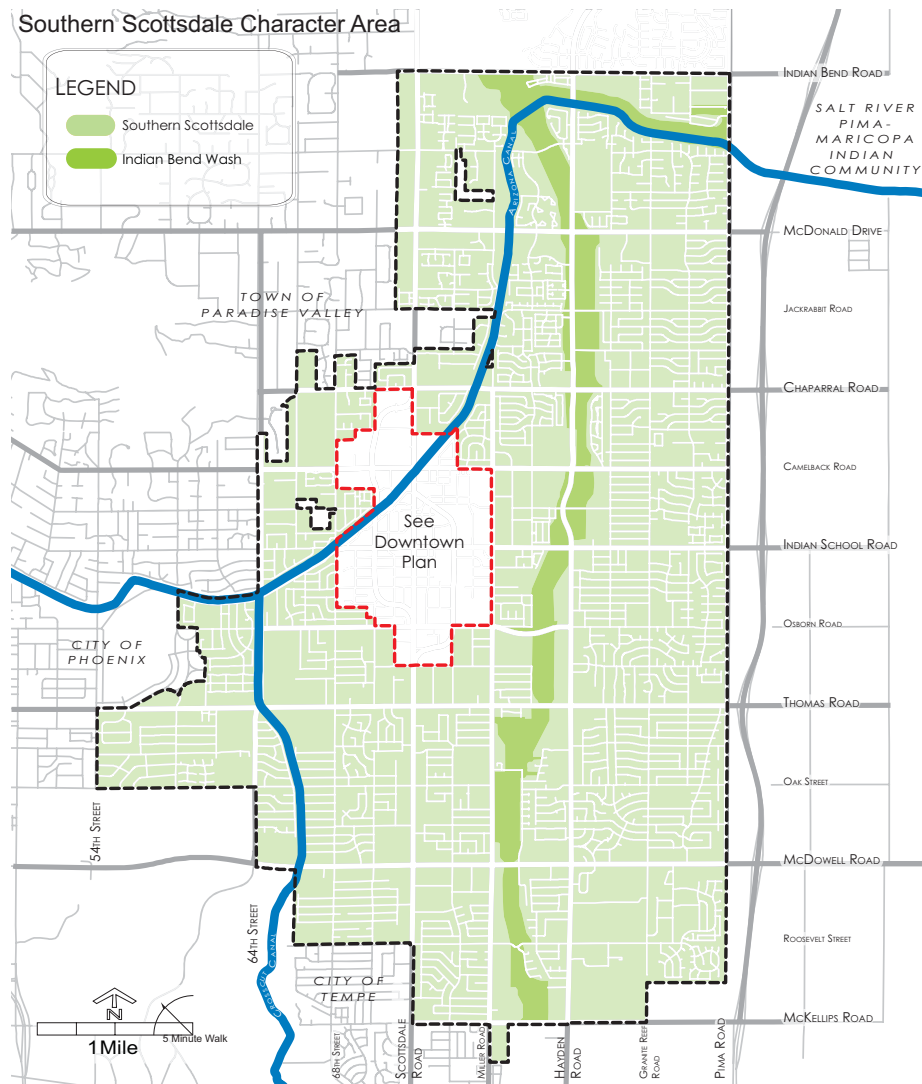 Southern Scottsdale Character Area
LEGEND
Southern Scottsdale
Indian Bend Wash
INDIAN BEND ROAD
SALT RIVER
PIMA-
MARICOPA
INDIAN
COMMUNITY
ARIZONA CANAL
MCDONALD DRIVE
TOWN OF
PARADISE VALLEY
JACKRABBIT ROAD
CHAPARRAL ROAD
CAMELBACK ROAD
See
Downtown
Plan
INDIAN SCHOOL ROAD
OSBORN ROAD
CITY OF
PHOENIX
THOMAS ROAD
OAK STREET
54TH STREET
MCDOWELL ROAD
64TH STREET
CROSSCUT CANAL
ROOSEVELT STREET
CITY OF
TEMPE
N
1Mile
5 Minute Walk
MCKELLIPS ROAD
68TH STREET
SCOTTSDALE
ROAD
MILLER ROAD
HAYDEN
ROAD
GRANITE REEF
ROAD
PIMA ROAD